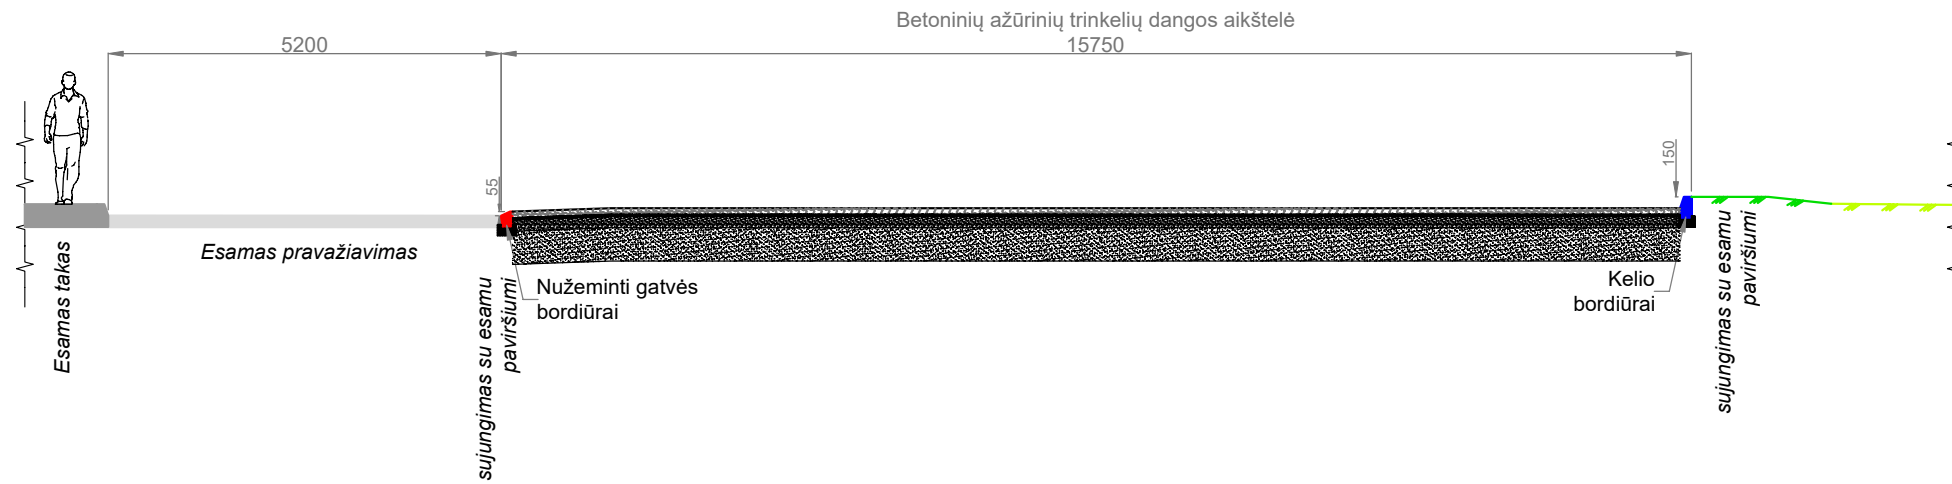 Betoninių ažūrinių trinkelių dangos aikštelė
5200
15750
55
150
Esamas takas
Esamas pravažiavimas
sujungimas su esamu
paviršiumi
Nužeminti gatvės
bordiūrai
Kelio
bordiūrai
sujungimas su esamu
paviršiumi